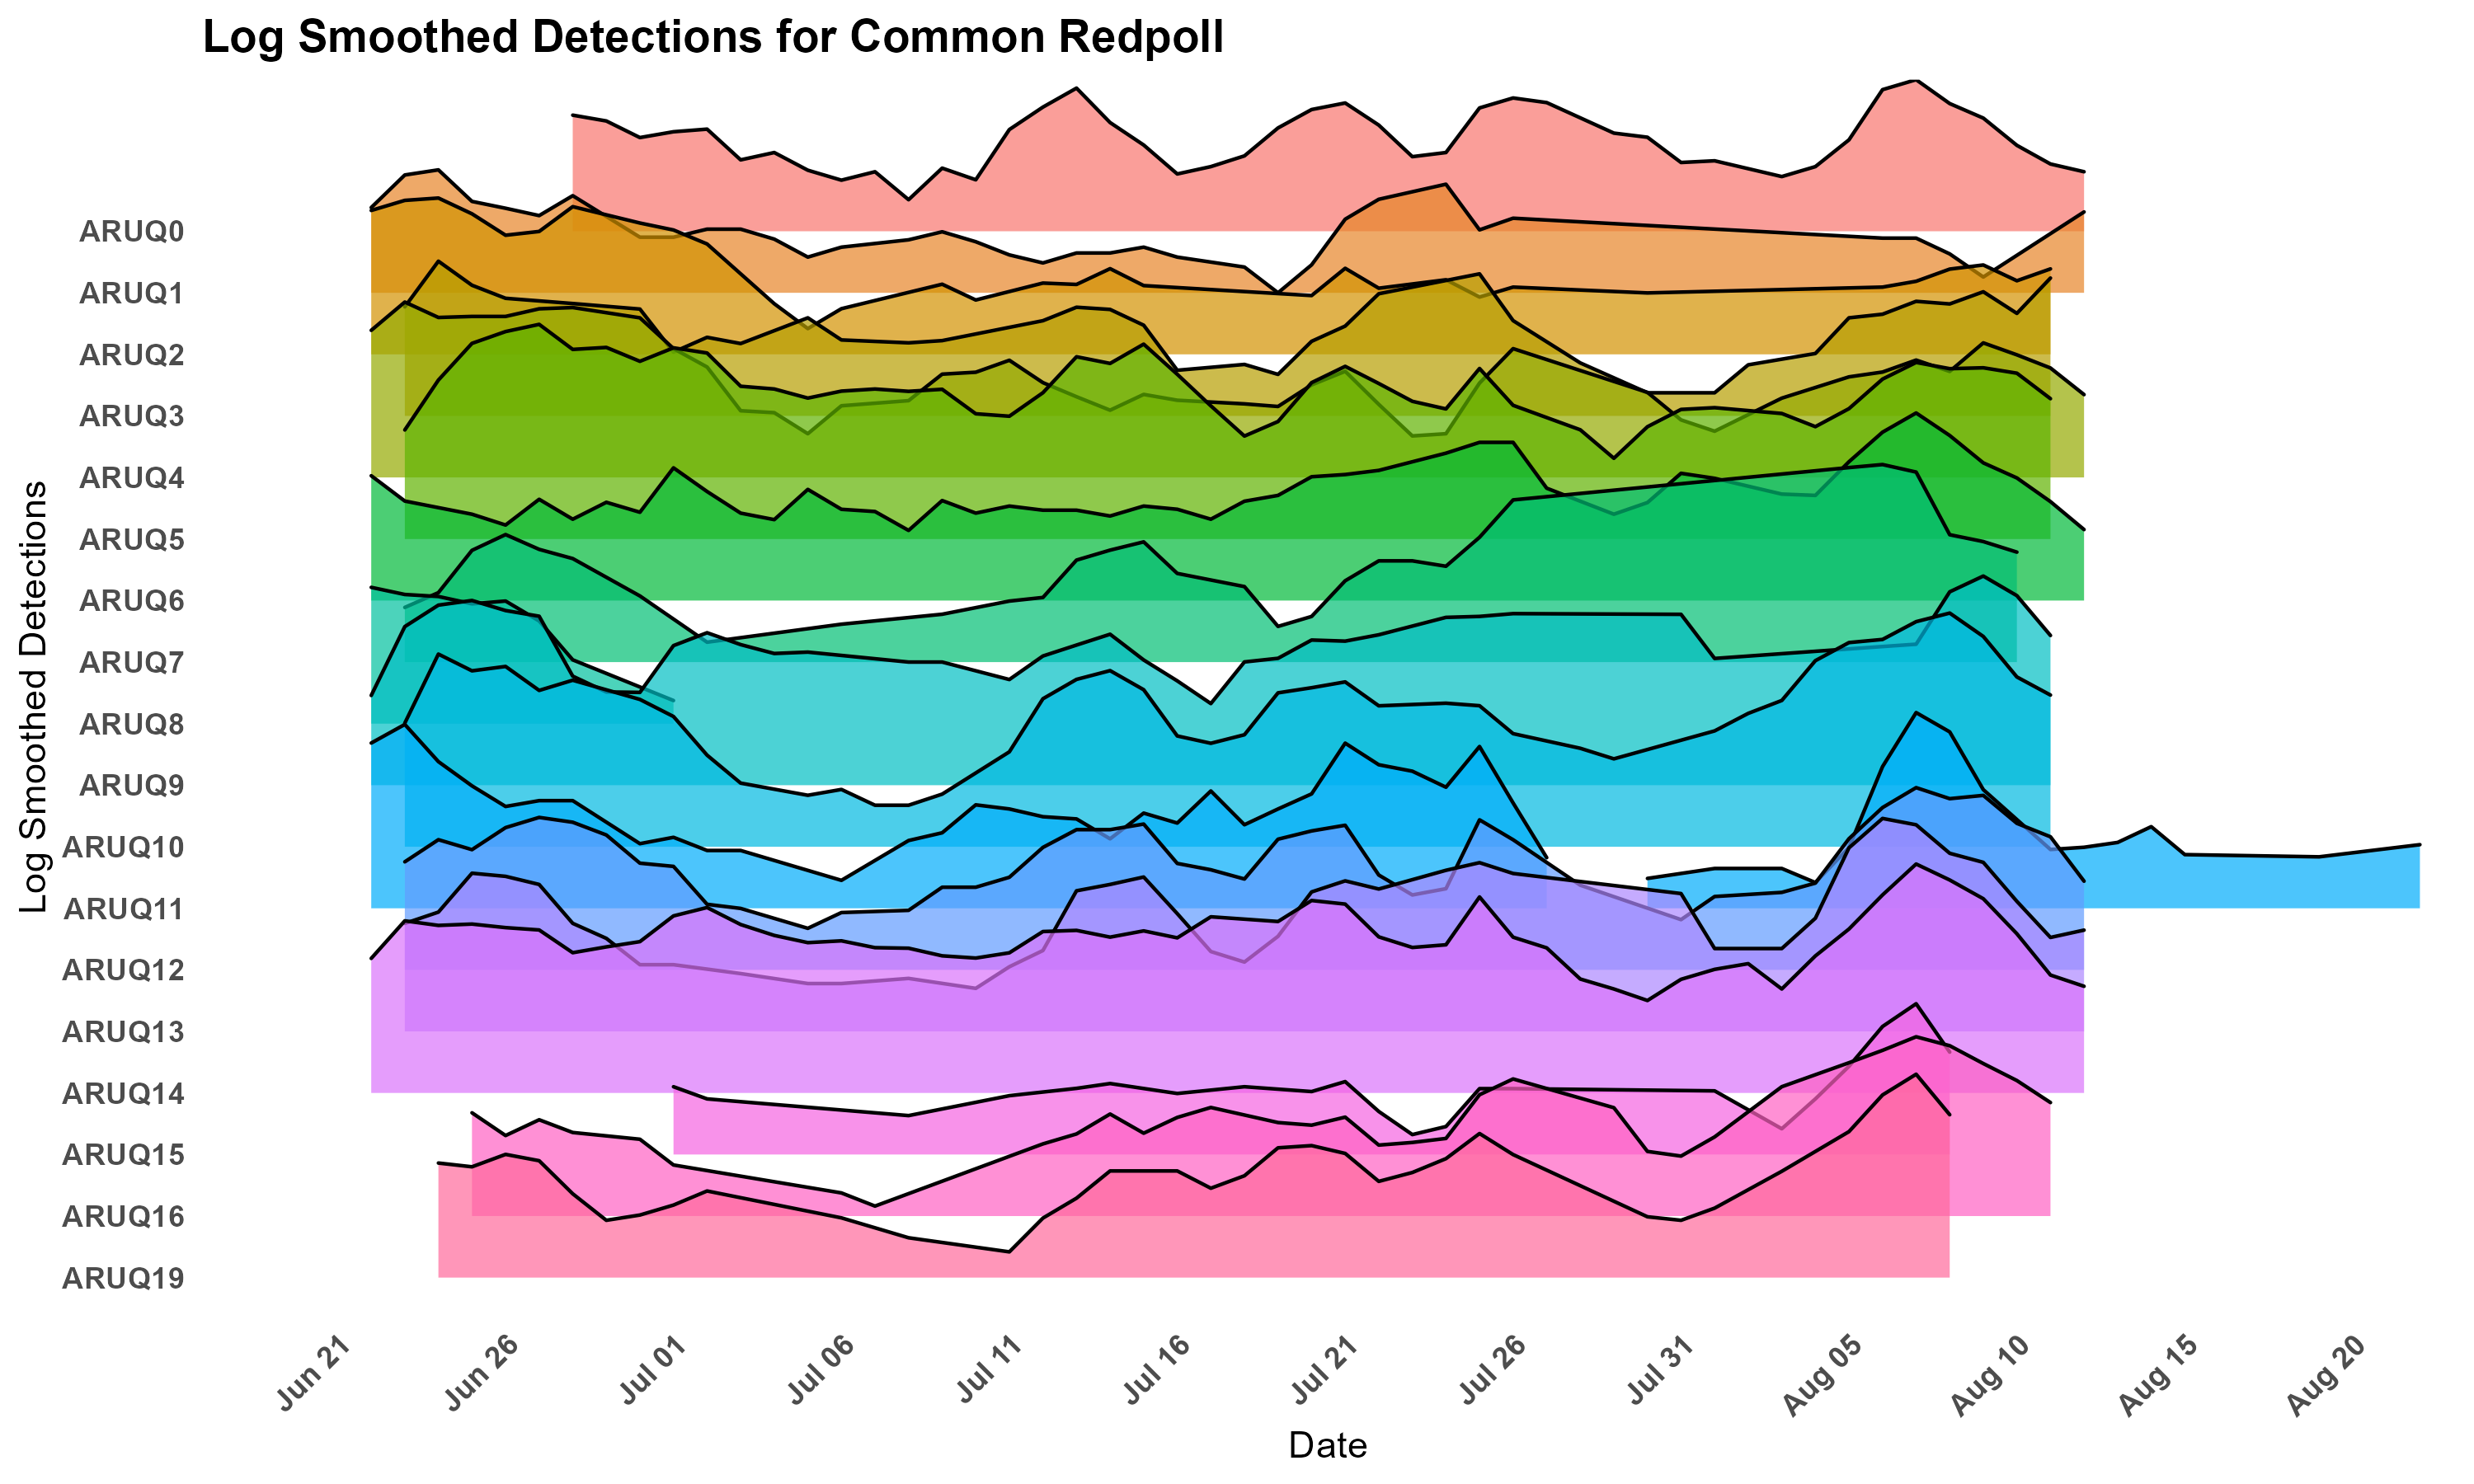 Log Smoothed Detections for Common Redpoll
Log Smoothed Detections
ARUQ0
ARUQ1
ARUQ2
ARUQ3
ARUQ4
ARUQ5
ARUQ6
ARUQ7
ARUQ8
ARUQ9
ARUQ10
ARUQ11
ARUQ12
ARUQ13
ARUQ14
ARUQ15
ARUQ16
ARUQ19
Jun 21
Jun 26
Jul 01
Jul 06
Jul 11
Jul 16
Jul 21
Jul 26
Jul 31
Aug 05
Aug 10
Aug 15
Aug 20
Date